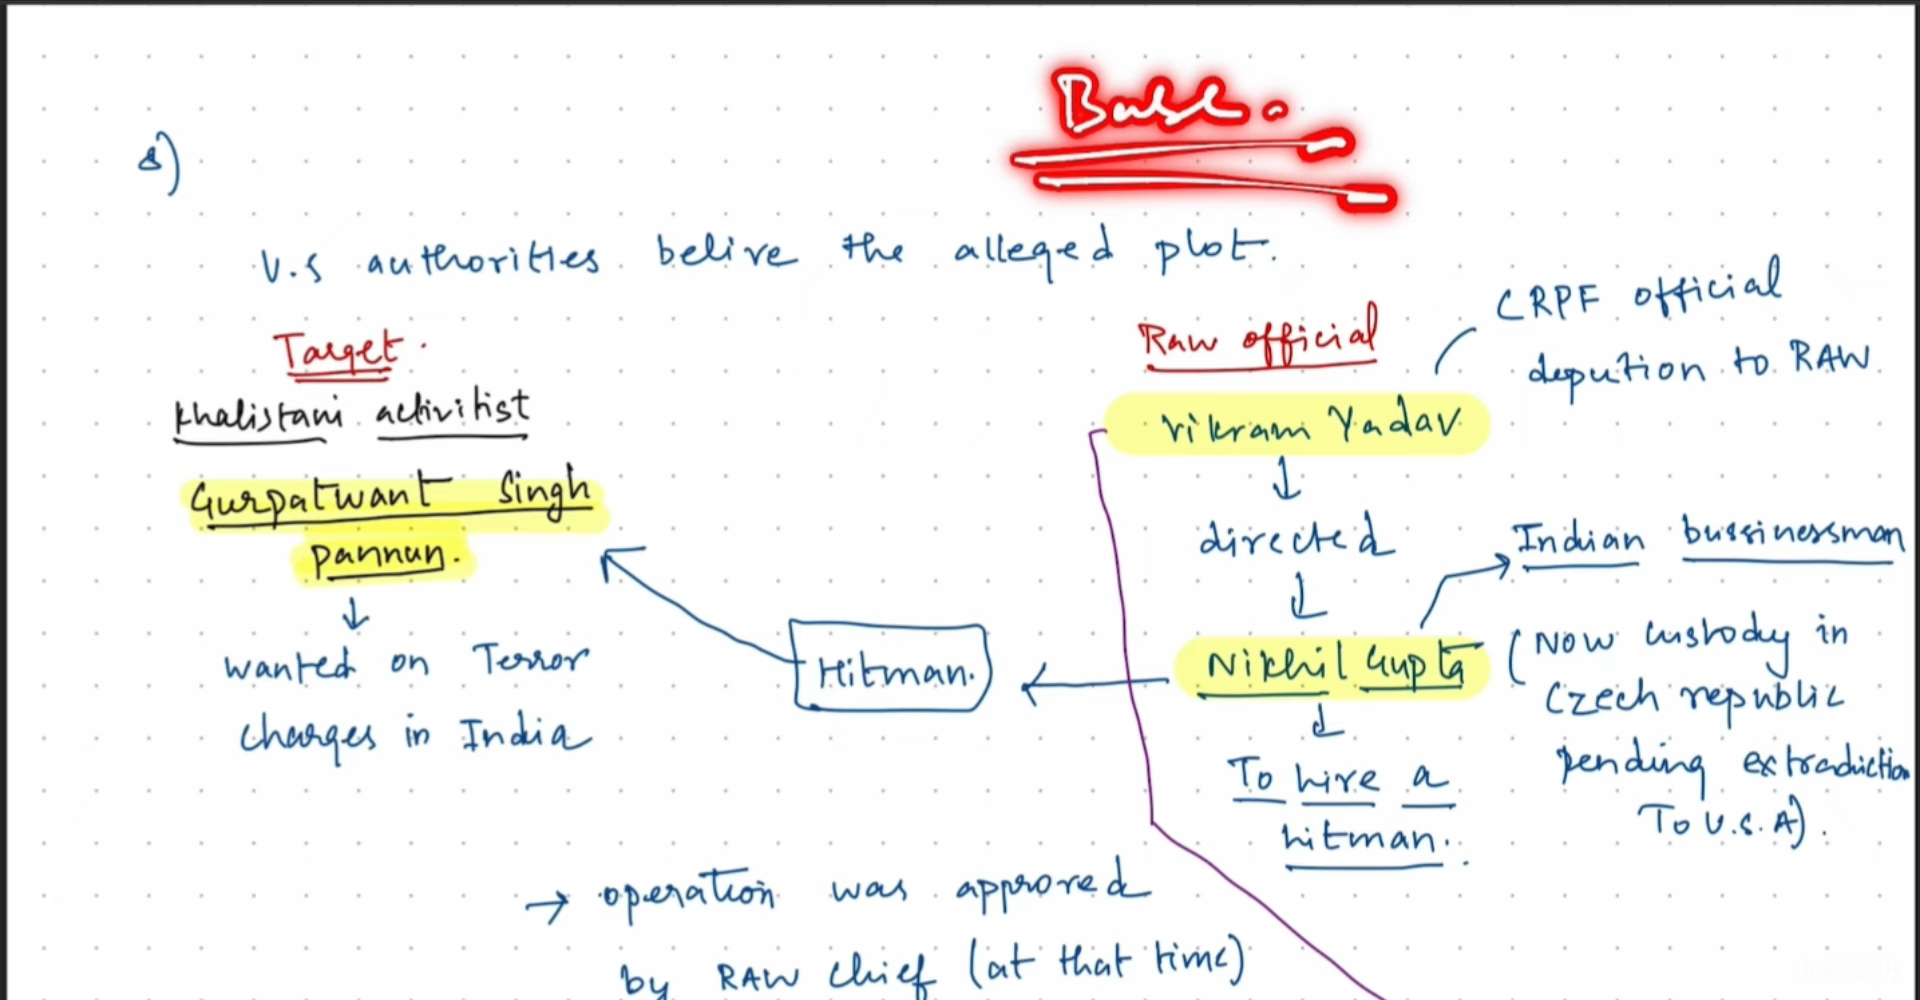 Base.
8)
U.S authorities belive the alleged plot.
Target.
Khalistani activitist
Gurpatwant Singh
Pannun.
↓
wanted on Terror
charges in India
Hitman.
Raw official
CRPF official
depution to RAW
Vikram Yadav
↓
directed
↓
Nikhil Gupta
↓
To hire a
hitman.
Indian bussinessman
(Now custody in
Czech republic
pending extradiction
To U.S.A).
→ operation was approved
by RAW chief (at that time)